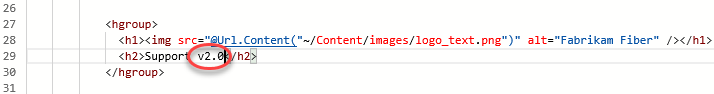 26
27 <hgroup>
28 <h1><img src="@Url.Content("~/Content/images/logo_text.png")" alt="Fabrikam Fiber" /></h1>
29 <h2>Support v2.0</h2>
30 </hgroup>
31